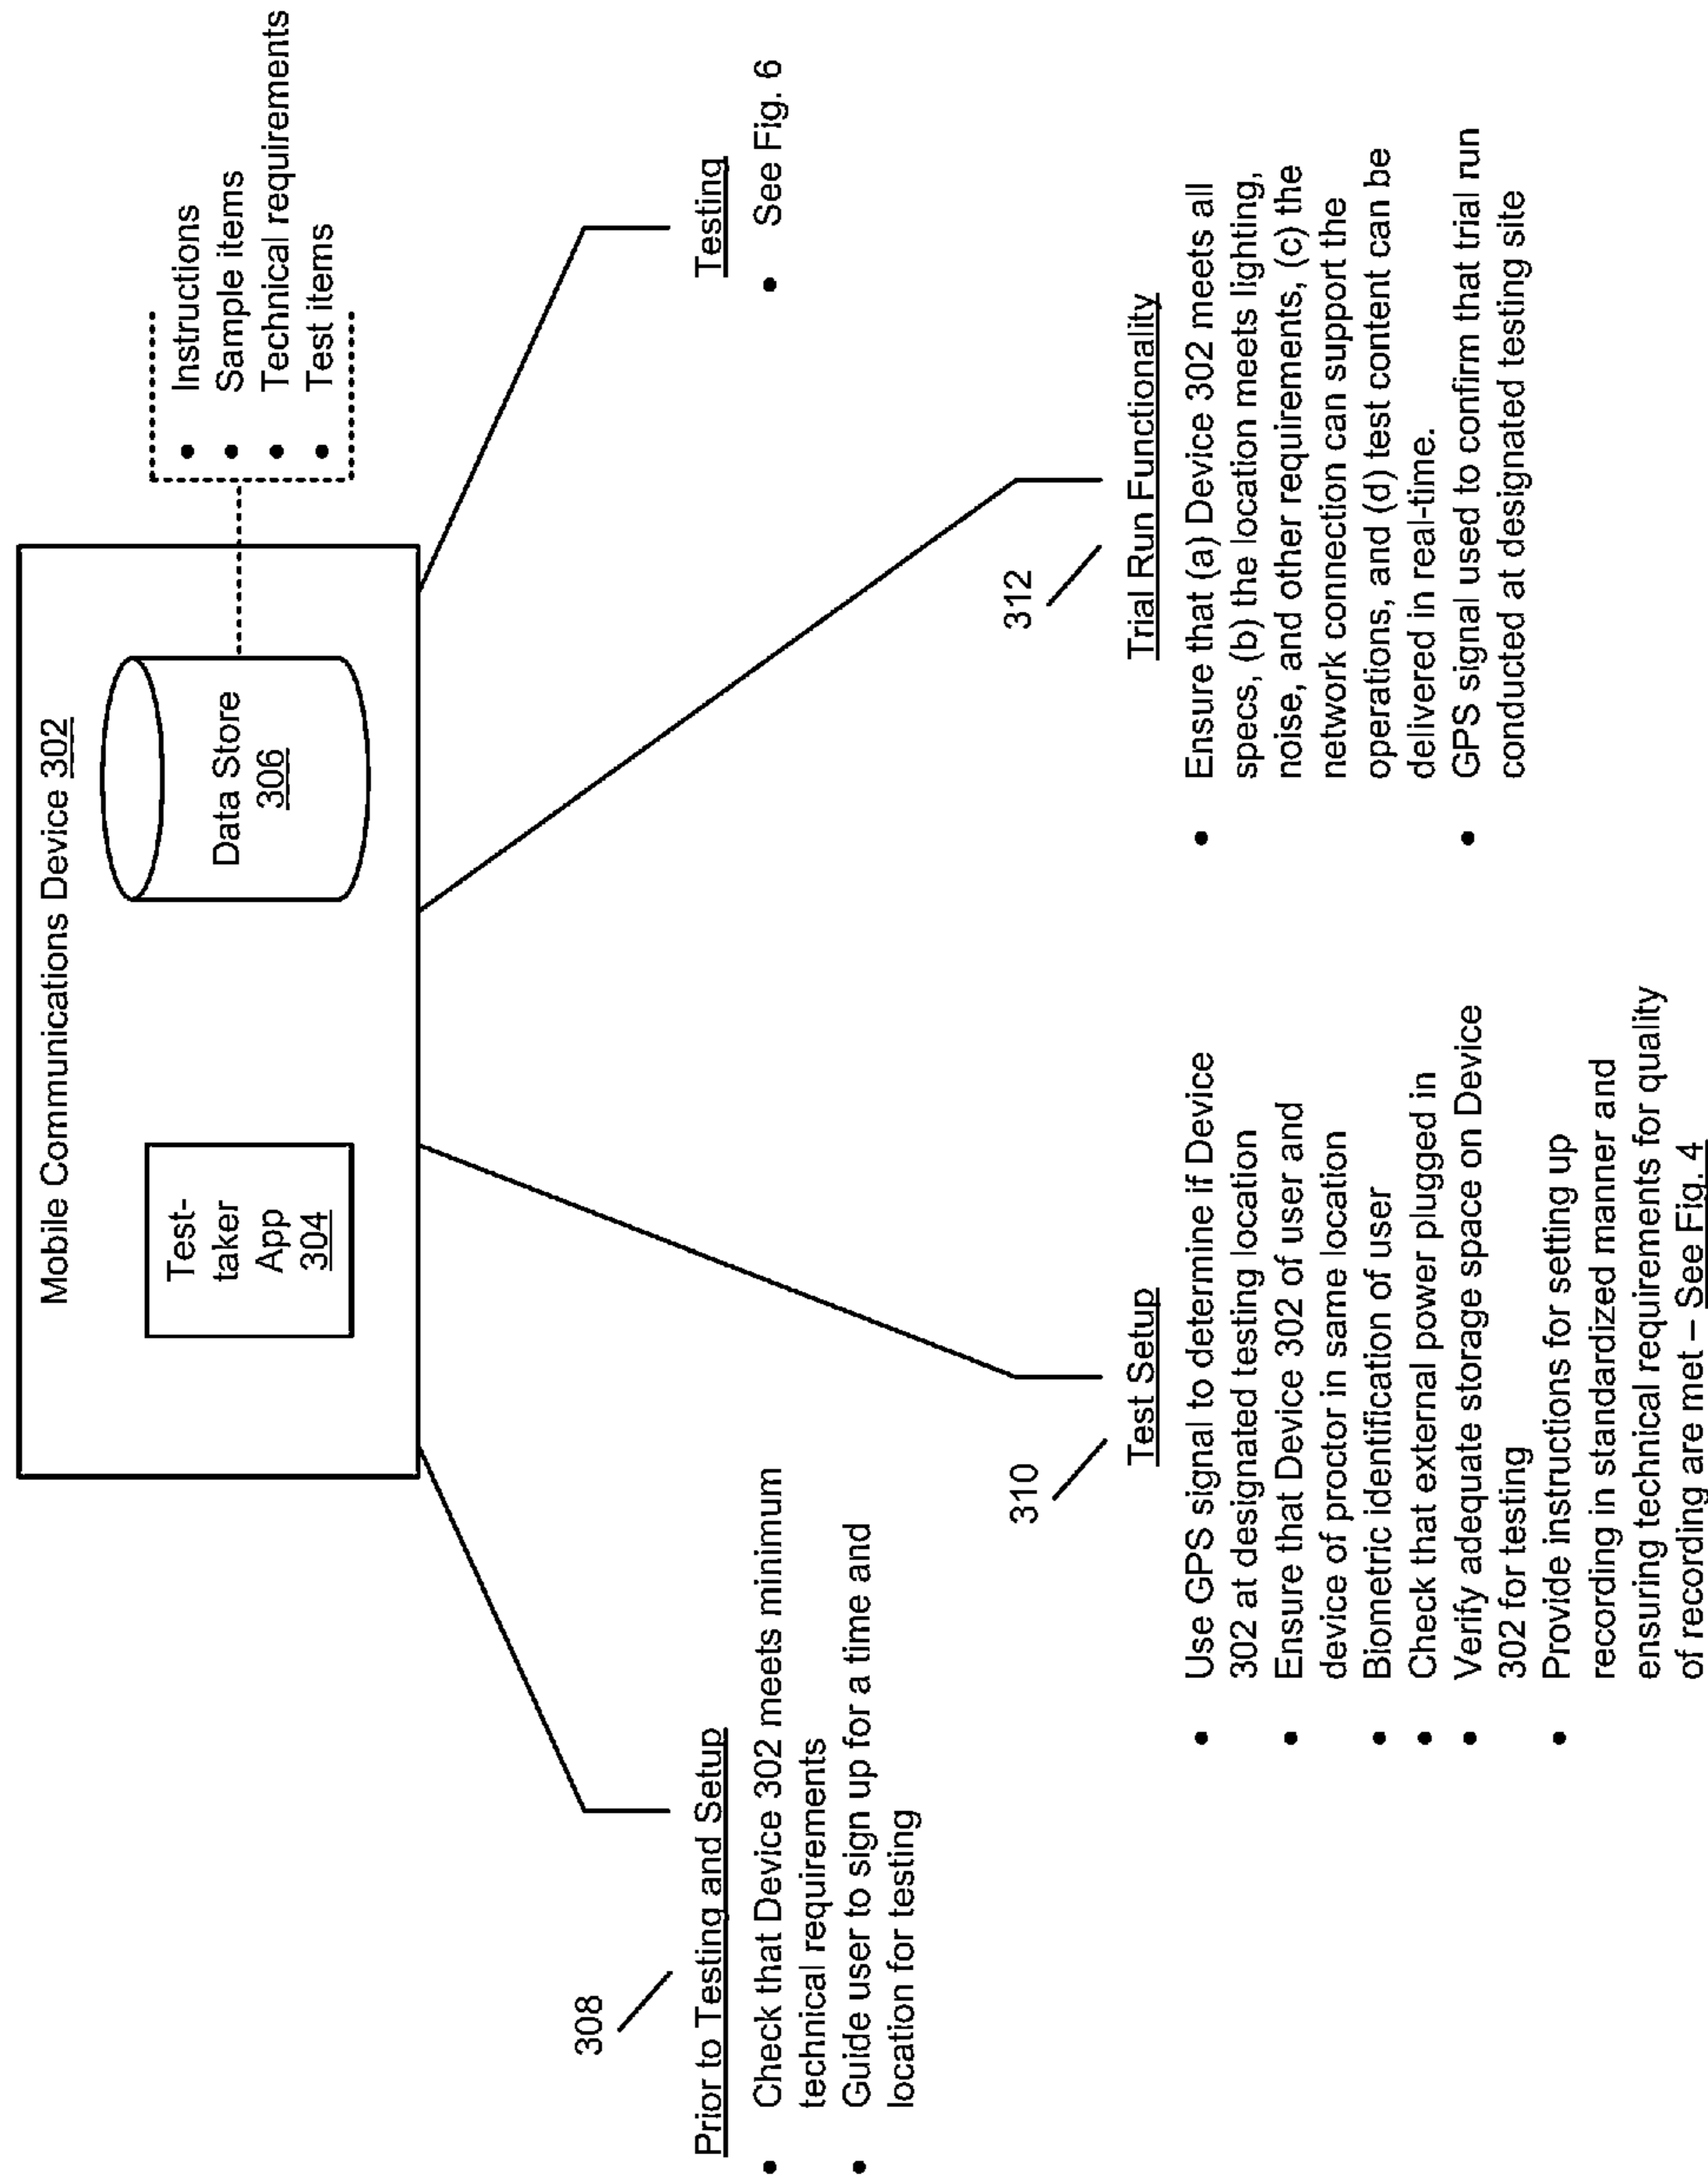 Mobile Communications Device 302
Test-
taker
App
304
Data Store
306
• Instructions
• Sample items
• Technical requirements
• Test items
308
Prior to Testing and Setup
• Check that Device 302 meets minimum
technical requirements
• Guide user to sign up for a time and
location for testing
310
Test Setup
• Use GPS signal to determine if Device
302 at designated testing location
• Ensure that Device 302 of user and
device of proctor in same location
• Biometric identification of user
• Check that external power plugged in
• Verify adequate storage space on Device
302 for testing
• Provide instructions for setting up
recording in standardized manner and
ensuring technical requirements for quality
of recording are met – See Fig. 4
312
Trial Run Functionality
• Ensure that (a) Device 302 meets all
specs, (b) the location meets lighting,
noise, and other requirements, (c) the
network connection can support the
operations, and (d) test content can be
delivered in real-time.
• GPS signal used to confirm that trial run
conducted at designated testing site
Testing
• See Fig. 6